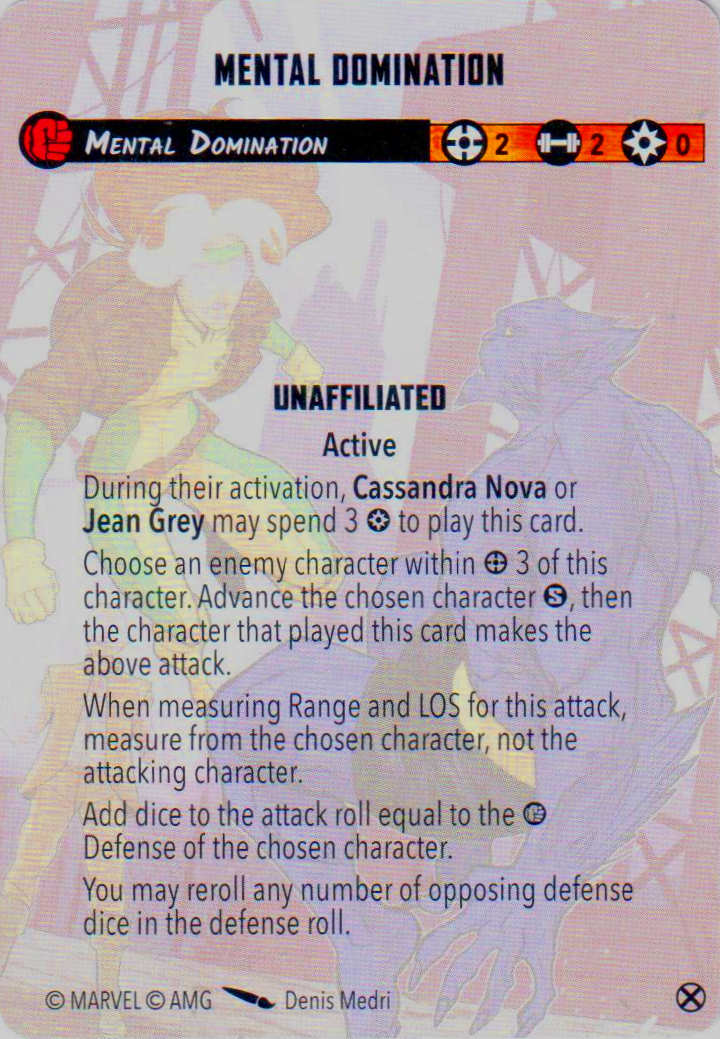 MENTAL DOMINATION
MENTAL DOMINATION 2 2 0
UNAFFILIATED
Active
During their activation, Cassandra Nova or
Jean Grey may spend 3 to play this card.
Choose an enemy character within 3 of this
character. Advance the chosen character S, then
the character that played this card makes the
above attack.
When measuring Range and LOS for this attack,
measure from the chosen character, not the
attacking character.
Add dice to the attack roll equal to the
Defense of the chosen character.
You may reroll any number of opposing defense
dice in the defense roll.
© MARVEL © AMG Denis Medri